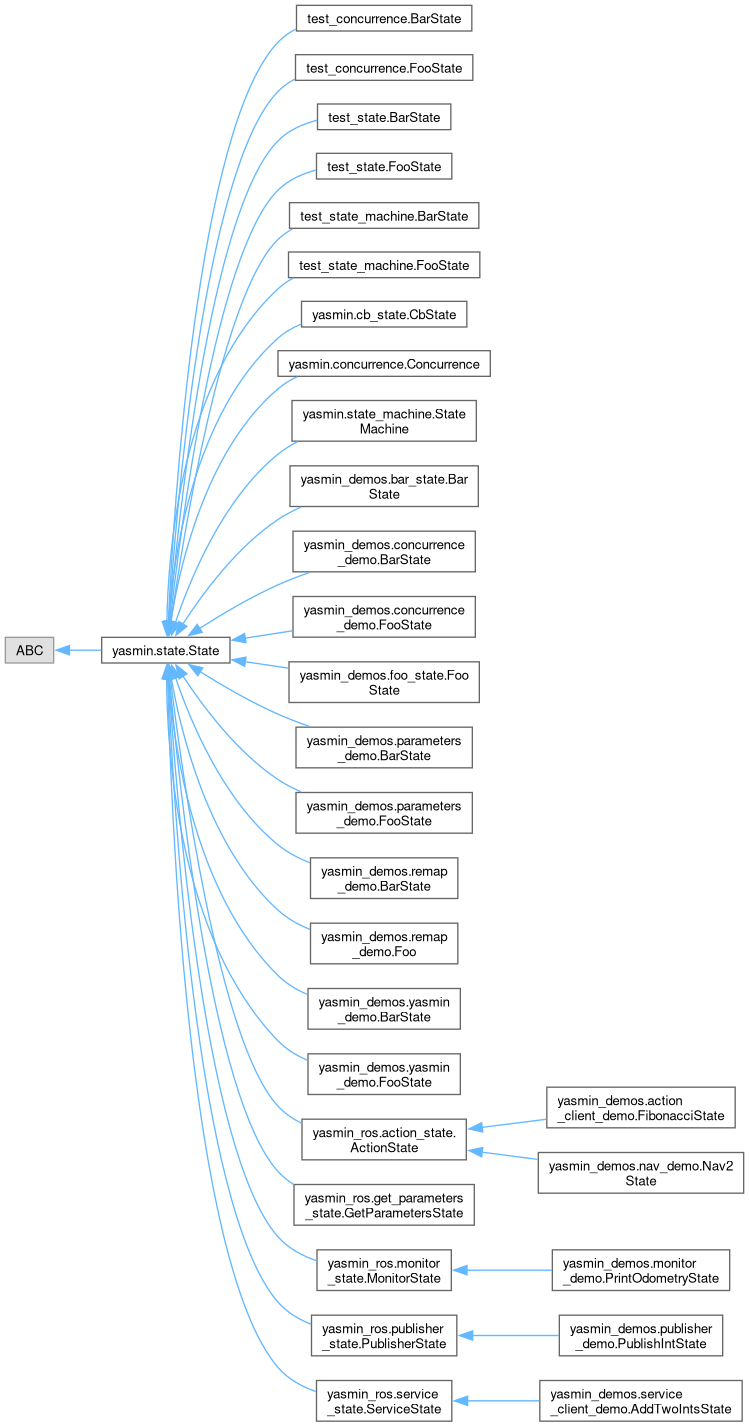 test_concurrence.BarState
test_concurrence.FooState
test_state.BarState
test_state.FooState
test_state_machine.BarState
test_state_machine.FooState
yasmin.cb_state.CbState
yasmin.concurrence.Concurrence
yasmin.state_machine.State
Machine
yasmin_demos.bar_state.Bar
State
yasmin_demos.concurrence
_demo.BarState
yasmin_demos.concurrence
_demo.FooState
ABC
yasmin.state.State
yasmin_demos.foo_state.Foo
State
yasmin_demos.parameters
_demo.BarState
yasmin_demos.parameters
_demo.FooState
yasmin_demos.remap
_demo.BarState
yasmin_demos.remap
_demo.Foo
yasmin_demos.yasmin
_demo.BarState
yasmin_demos.yasmin
_demo.FooState
yasmin_ros.action_state.
ActionState
yasmin_demos.action
_client_demo.FibonacciState
yasmin_demos.nav_demo.Nav2
State
yasmin_ros.get_parameters
_state.GetParametersState
yasmin_ros.monitor
_state.MonitorState
yasmin_demos.monitor
_demo.PrintOdometryState
yasmin_ros.publisher
_state.PublisherState
yasmin_demos.publisher
_demo.PublishIntState
yasmin_ros.service
_state.ServiceState
yasmin_demos.service
_client_demo.AddTwoIntsState